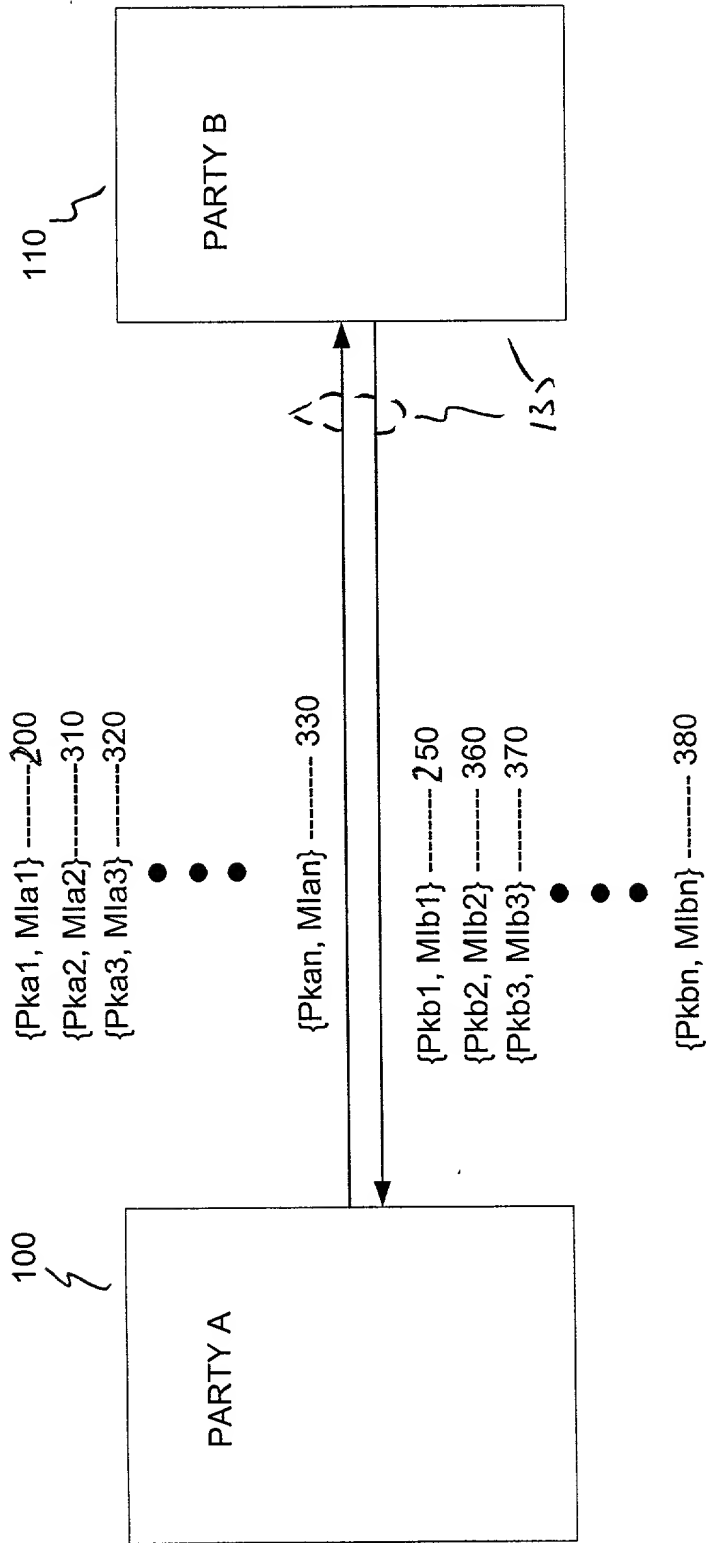 100
PARTY A
{Pka1, MIa1} ----------200
{Pka2, MIa2}----------310
{Pka3, MIa3} ---------320
{Pkan, MIan} ---------- 330
{Pkb1, MIb1} ----------250
{Pkb2, MIb2} --------- 360
{Pkb3, MIb3} --------- 370
{Pkbn, MIbn} ---------- 380
110
PARTY B